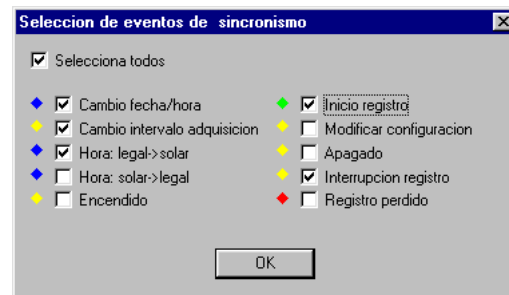 Seleccion de eventos de sincronismo
Selecciona todos
Cambio fecha/hora
Cambio intervalo adquisicion
Hora: legal->solar
Hora: solar->legal
Encendido
Inicio registro
Modificar configuracion
Apagado
Interrupcion registro
Registro perdido
OK